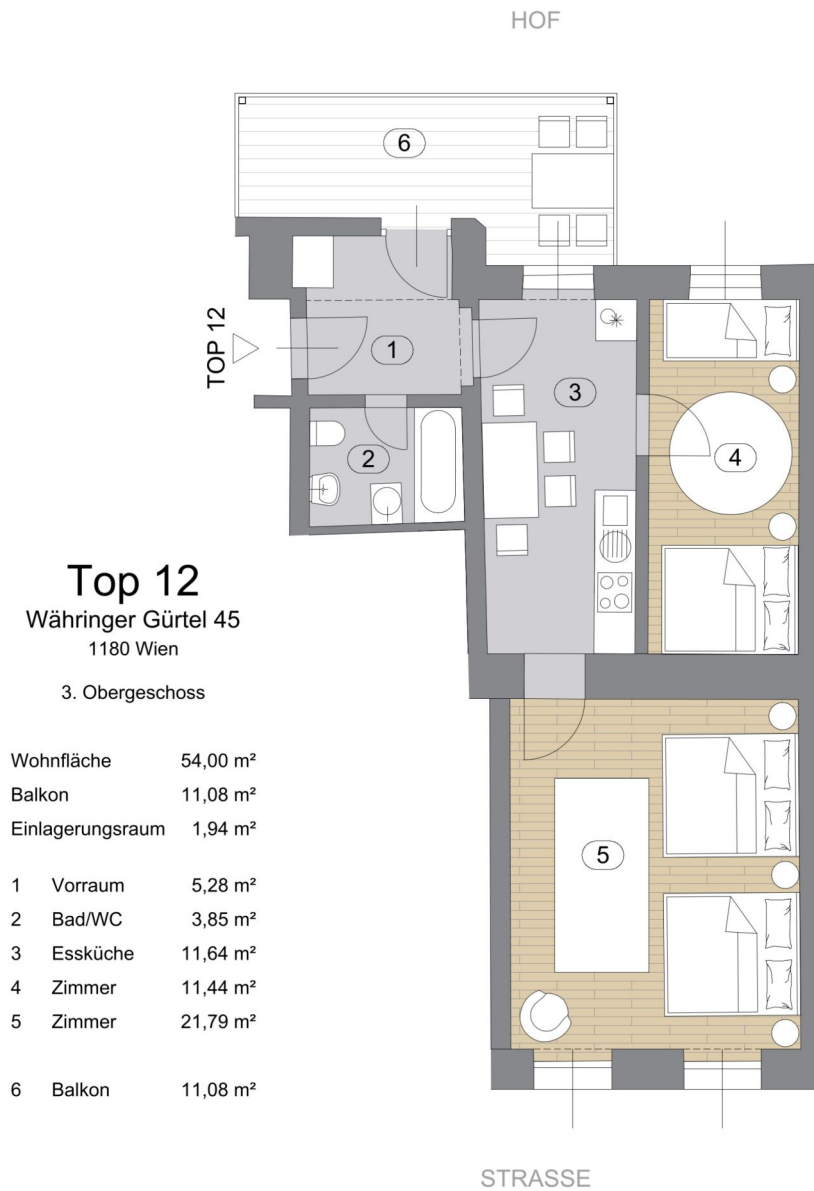 HOF
6
TOP 12
1
3
2
4
Top 12
Währinger Gürtel 45
1180 Wien
3. Obergeschoss
Wohnfläche 54,00 m²
Balkon 11,08 m²
Einlagerungsraum 1,94 m²
1 Vorraum 5,28 m²
2 Bad/WC 3,85 m²
3 Essküche 11,64 m²
4 Zimmer 11,44 m²
5 Zimmer 21,79 m²
6 Balkon 11,08 m²
5
STRASSE